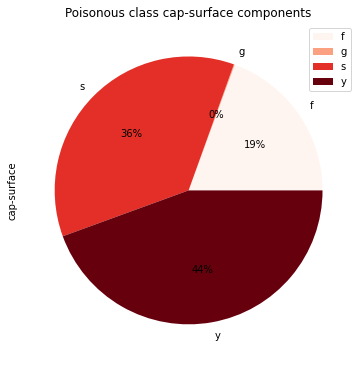 Poisonous class cap-surface components
f
g
s
y
g
s
f
0%
36%
19%
cap-surface
44%
y